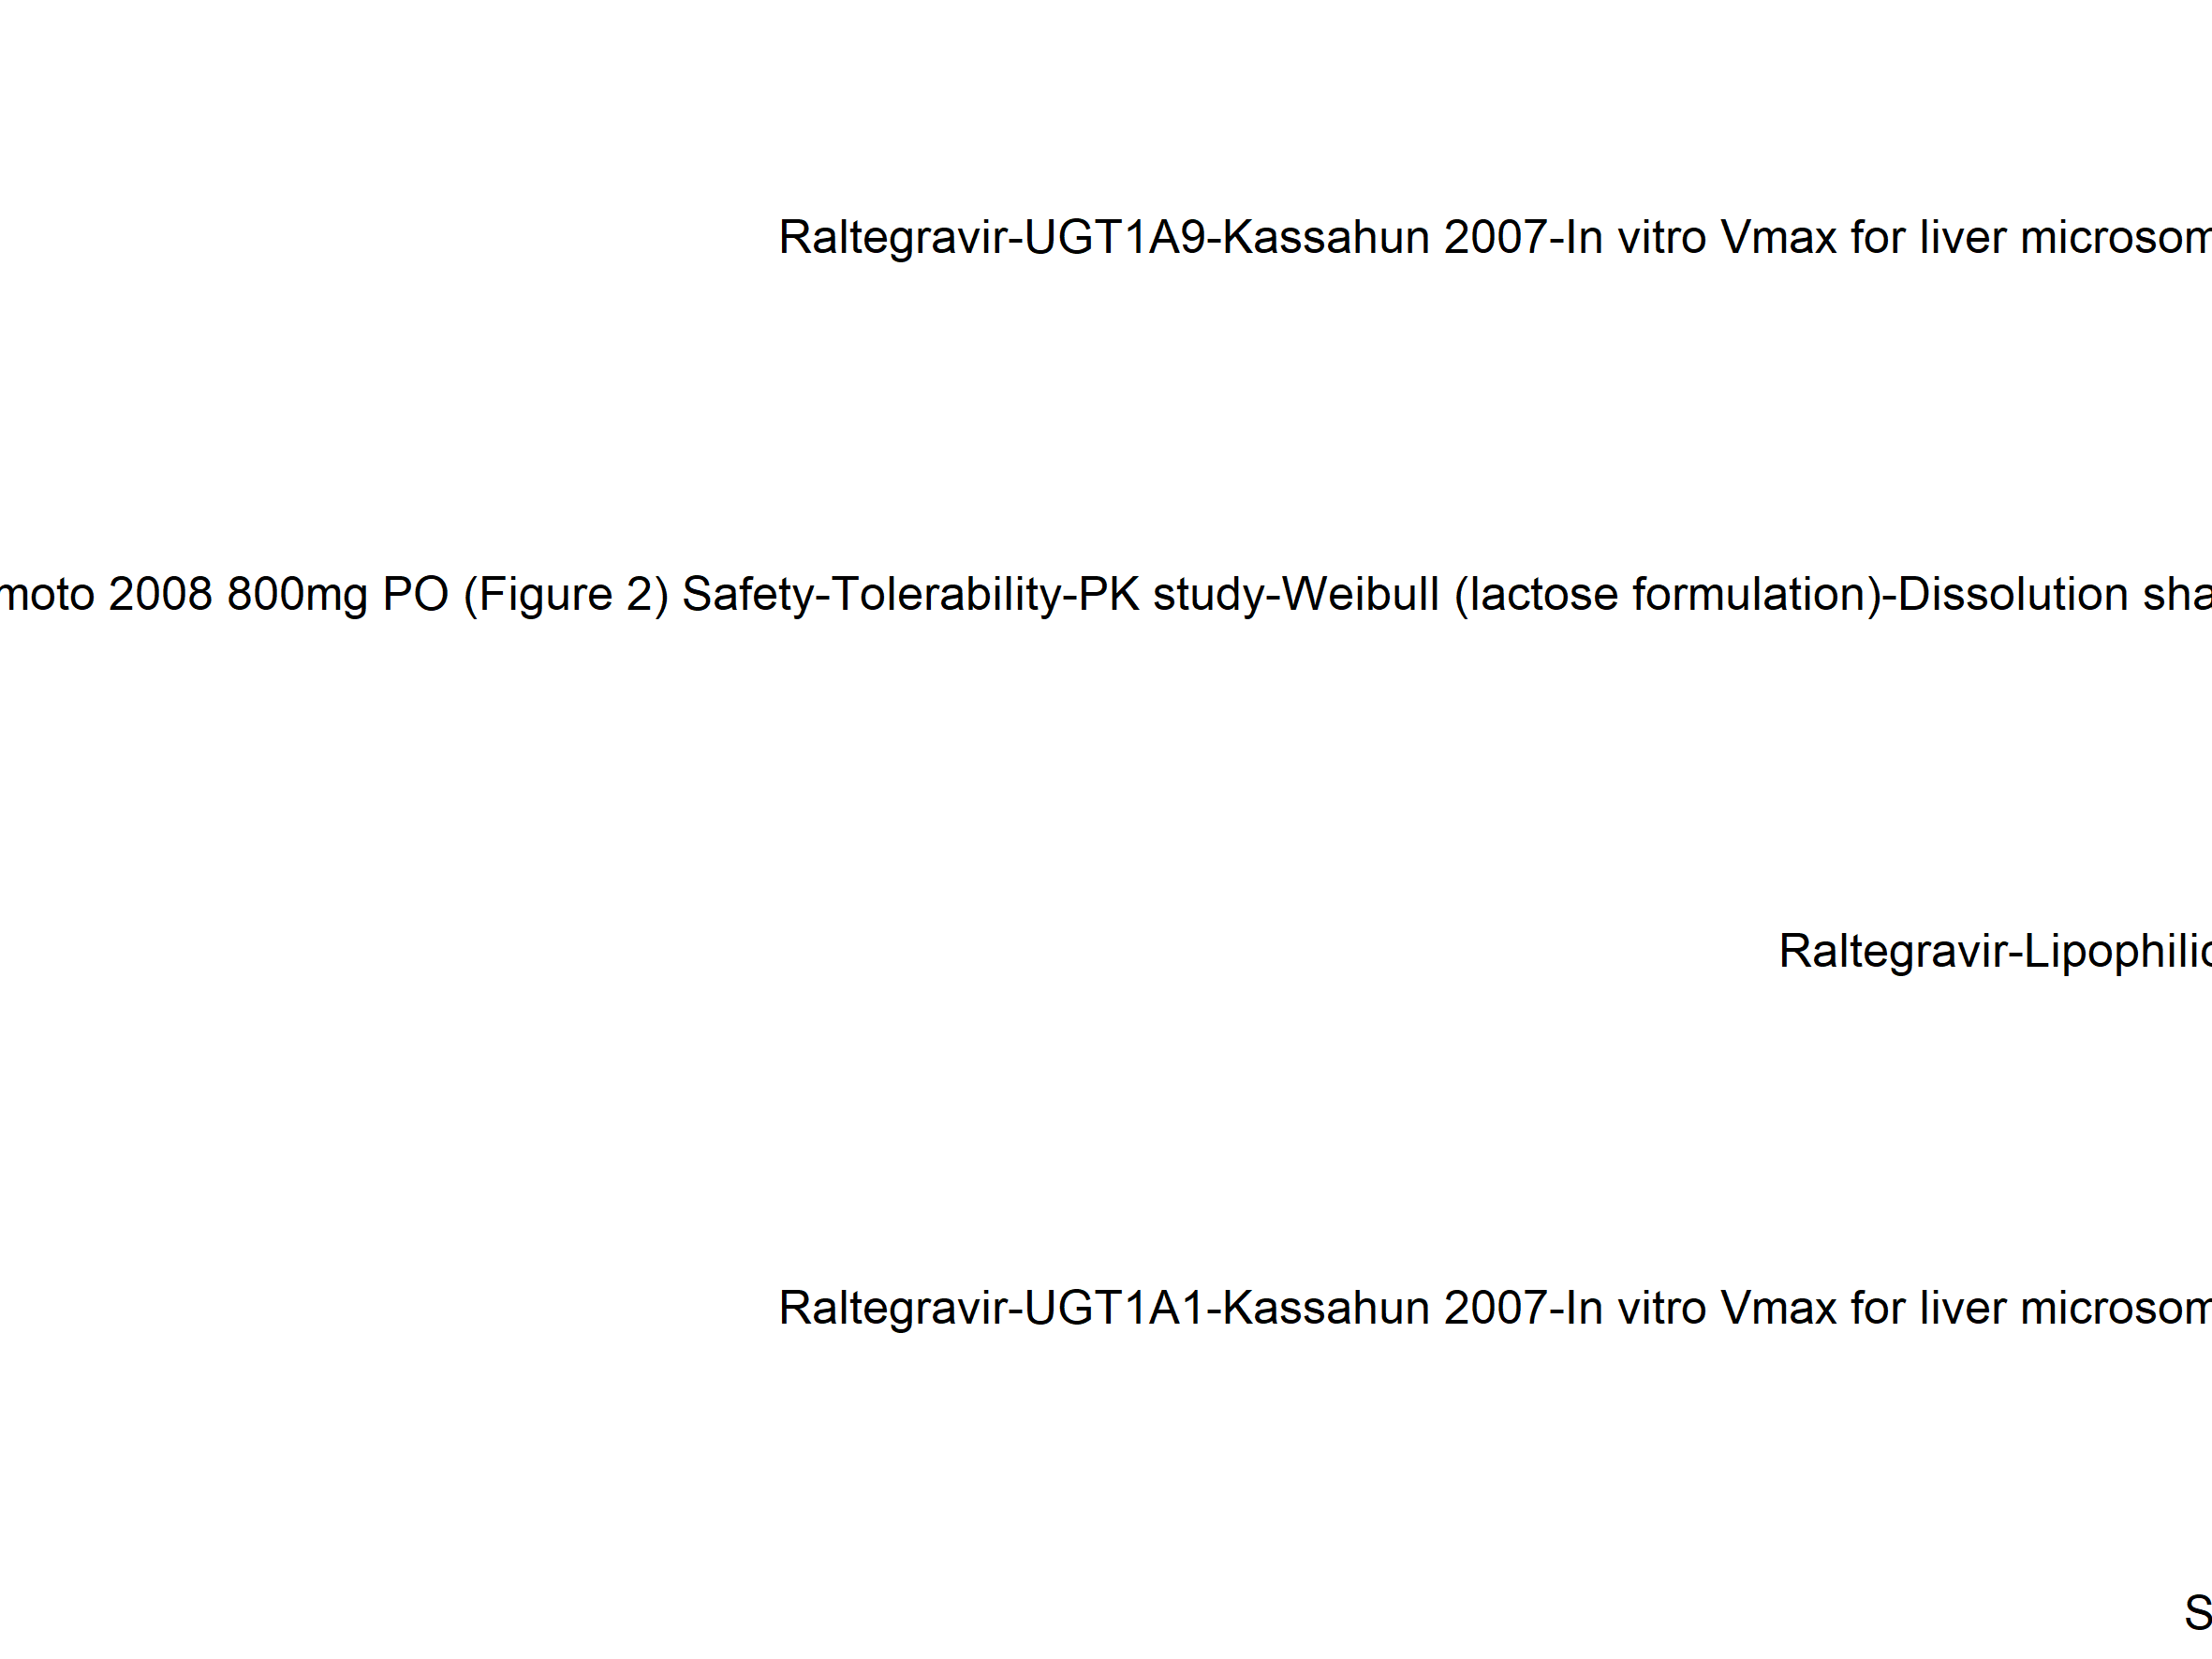 Raltegravir-UGT1A9-Kassahun 2007-In vitro Vmax for liver microsom
moto 2008 800mg PO (Figure 2) Safety-Tolerability-PK study-Weibull (lactose formulation)-Dissolution sha
Raltegravir-Lipophilic
Raltegravir-UGT1A1-Kassahun 2007-In vitro Vmax for liver microsom
S